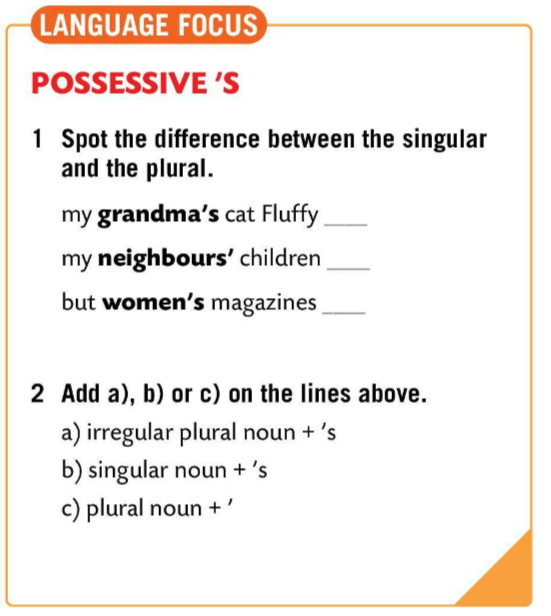 LANGUAGE FOCUS
POSSESSIVE ’S
1 Spot the difference between the singular
and the plural.
my grandma’s cat Fluffy ____
my neighbours’ children ____
but women’s magazines ____
2 Add a), b) or c) on the lines above.
a) irregular plural noun + ’s
b) singular noun + ’s
c) plural noun + ’